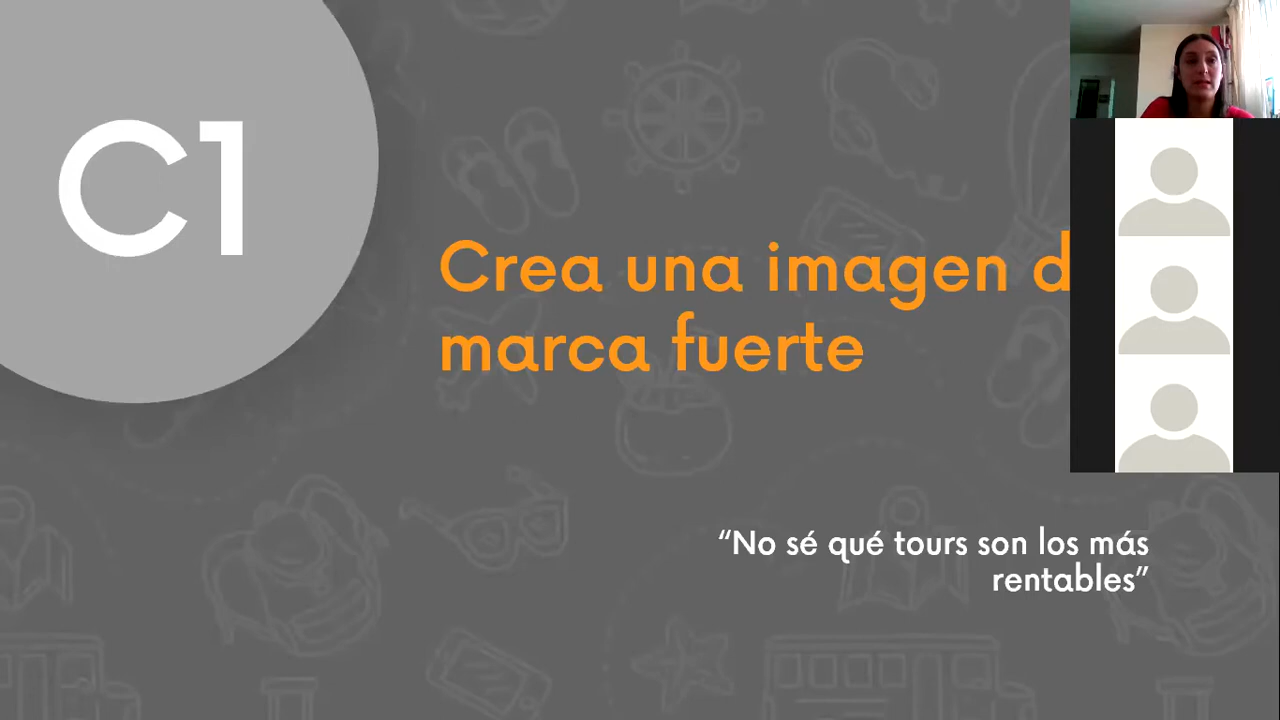 C1
Crea una imagen d
marca fuerte
“No sé qué tours son los más
rentables”